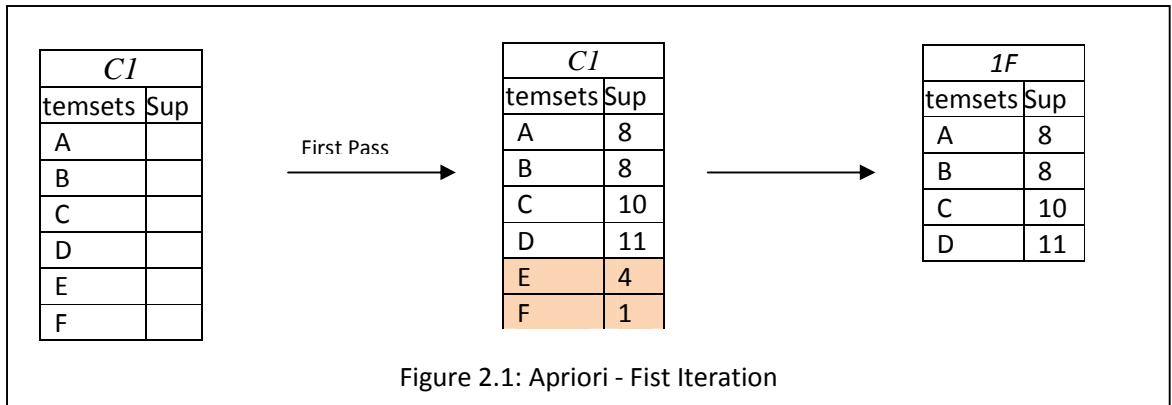 C1
temsets Sup
A
B
C
D
E
F
First Pass
C1
temsets Sup
A 8
B 8
C 10
D 11
E 4
F 1
1F
temsets Sup
A 8
B 8
C 10
D 11
Figure 2.1: Apriori - Fist Iteration